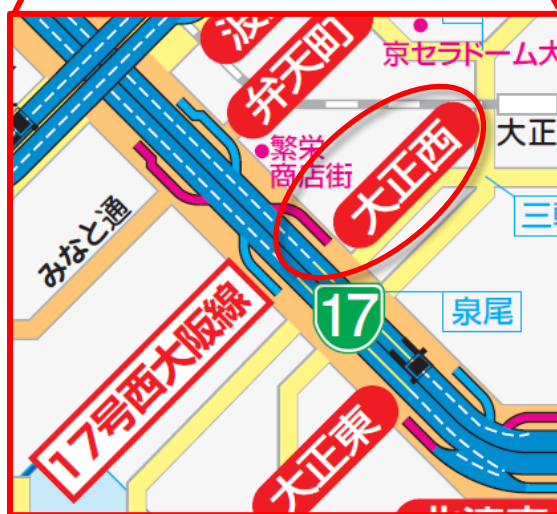 弁天町
京セラドーム大
大正
繁栄
商店街
大正西
みなと通
17
泉尾
17号西大阪線
大正東